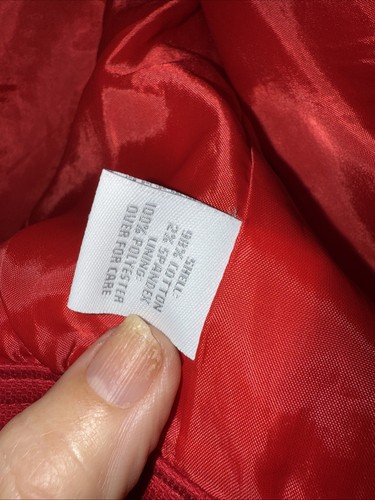 SHELL:
98% COTTON
2% SPANDEX
LINING:
100% POLYESTER
OVER FOR CARE